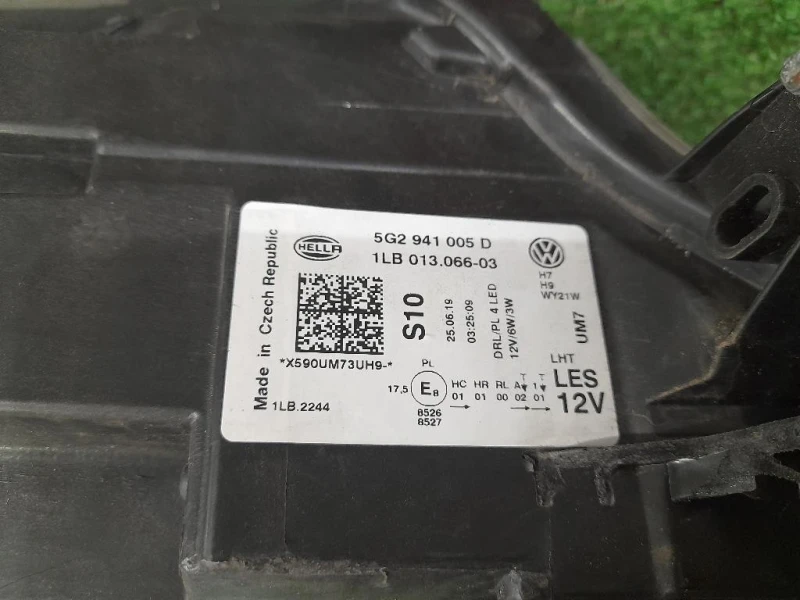 HELLA
5G2 941 005 D
1LB 013.066-03
H7
H9
WY21W
Made in Czech Republic
S10
25.06.19
03:25:09
DRL/PL 4 LED
12V/6W/3W
UM7
*X590UM73UH9-*
1LB.2244
PL
17,5 E8
8526
8527
HC HR RL A 1
01 01 00 02 01
T T
LHT
LES
12V